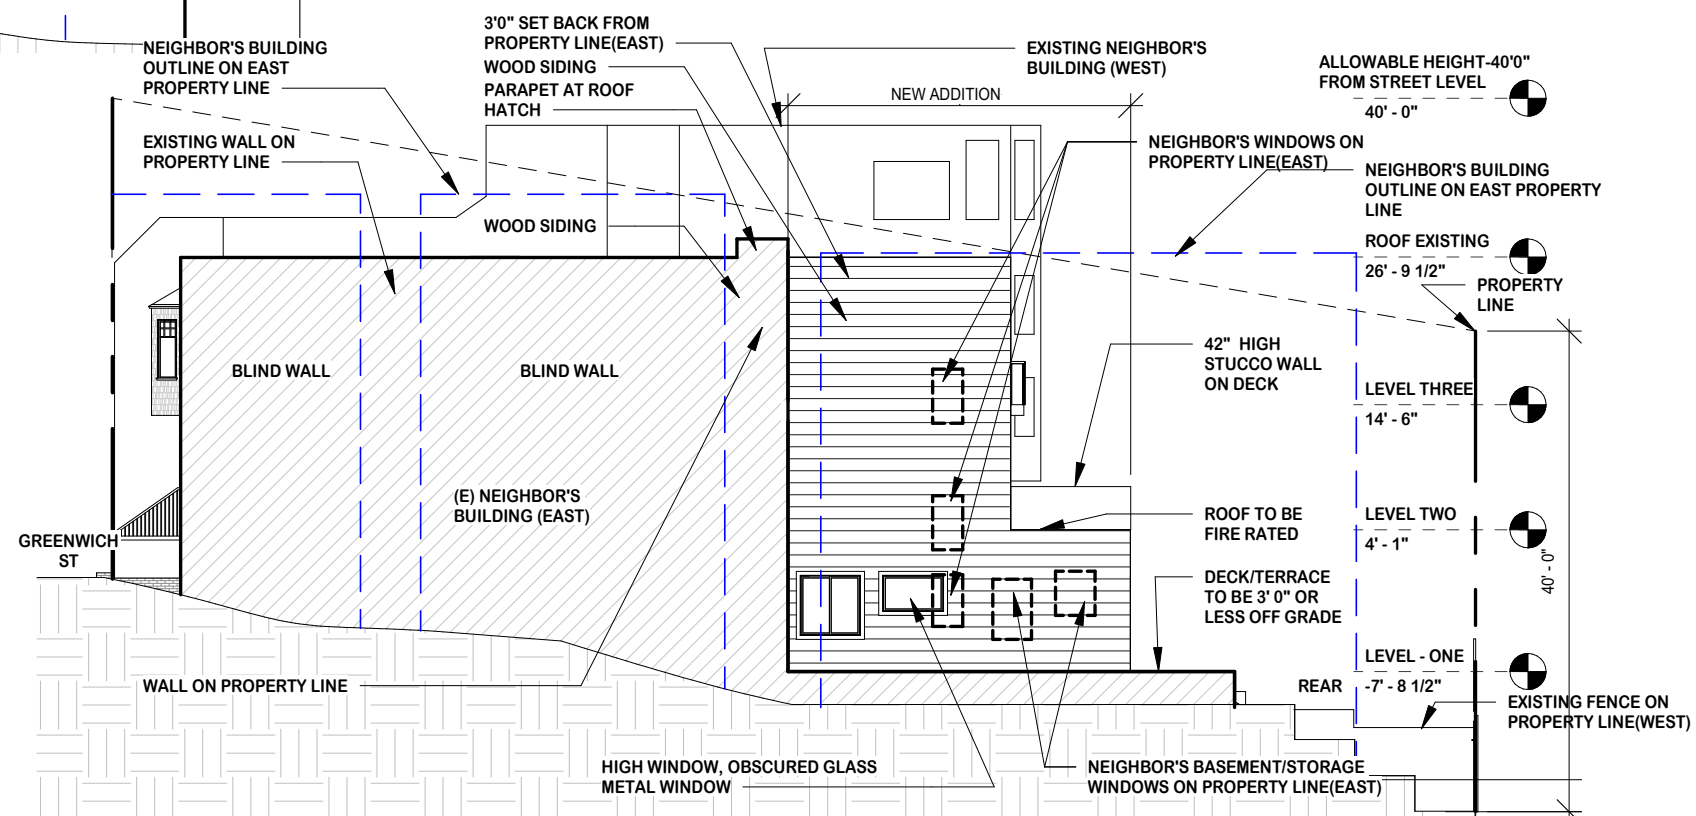 NEIGHBOR'S BUILDING
OUTLINE ON EAST
PROPERTY LINE
EXISTING WALL ON
PROPERTY LINE
3'0" SET BACK FROM
PROPERTY LINE(EAST)
WOOD SIDING
PARAPET AT ROOF
HATCH
WOOD SIDING
EXISTING NEIGHBOR'S
BUILDING (WEST)
NEW ADDITION
NEIGHBOR'S WINDOWS ON
PROPERTY LINE(EAST)
ALLOWABLE HEIGHT-40'0"
FROM STREET LEVEL
40' - 0"
NEIGHBOR'S BUILDING
OUTLINE ON EAST PROPERTY
LINE
ROOF EXISTING
26' - 9 1/2"
PROPERTY
LINE
BLIND WALL
BLIND WALL
42" HIGH
STUCCO WALL
ON DECK
LEVEL THREE
14' - 6"
(E) NEIGHBOR'S
BUILDING (EAST)
GREENWICH
ST
ROOF TO BE
FIRE RATED
LEVEL TWO
4' - 1"
40' - 0"
DECK/TERRACE
TO BE 3' 0" OR
LESS OFF GRADE
LEVEL - ONE
REAR
-7' - 8 1/2"
WALL ON PROPERTY LINE
EXISTING FENCE ON
PROPERTY LINE(WEST)
HIGH WINDOW, OBSCURED GLASS
METAL WINDOW
NEIGHBOR'S BASEMENT/STORAGE
WINDOWS ON PROPERTY LINE(EAST)